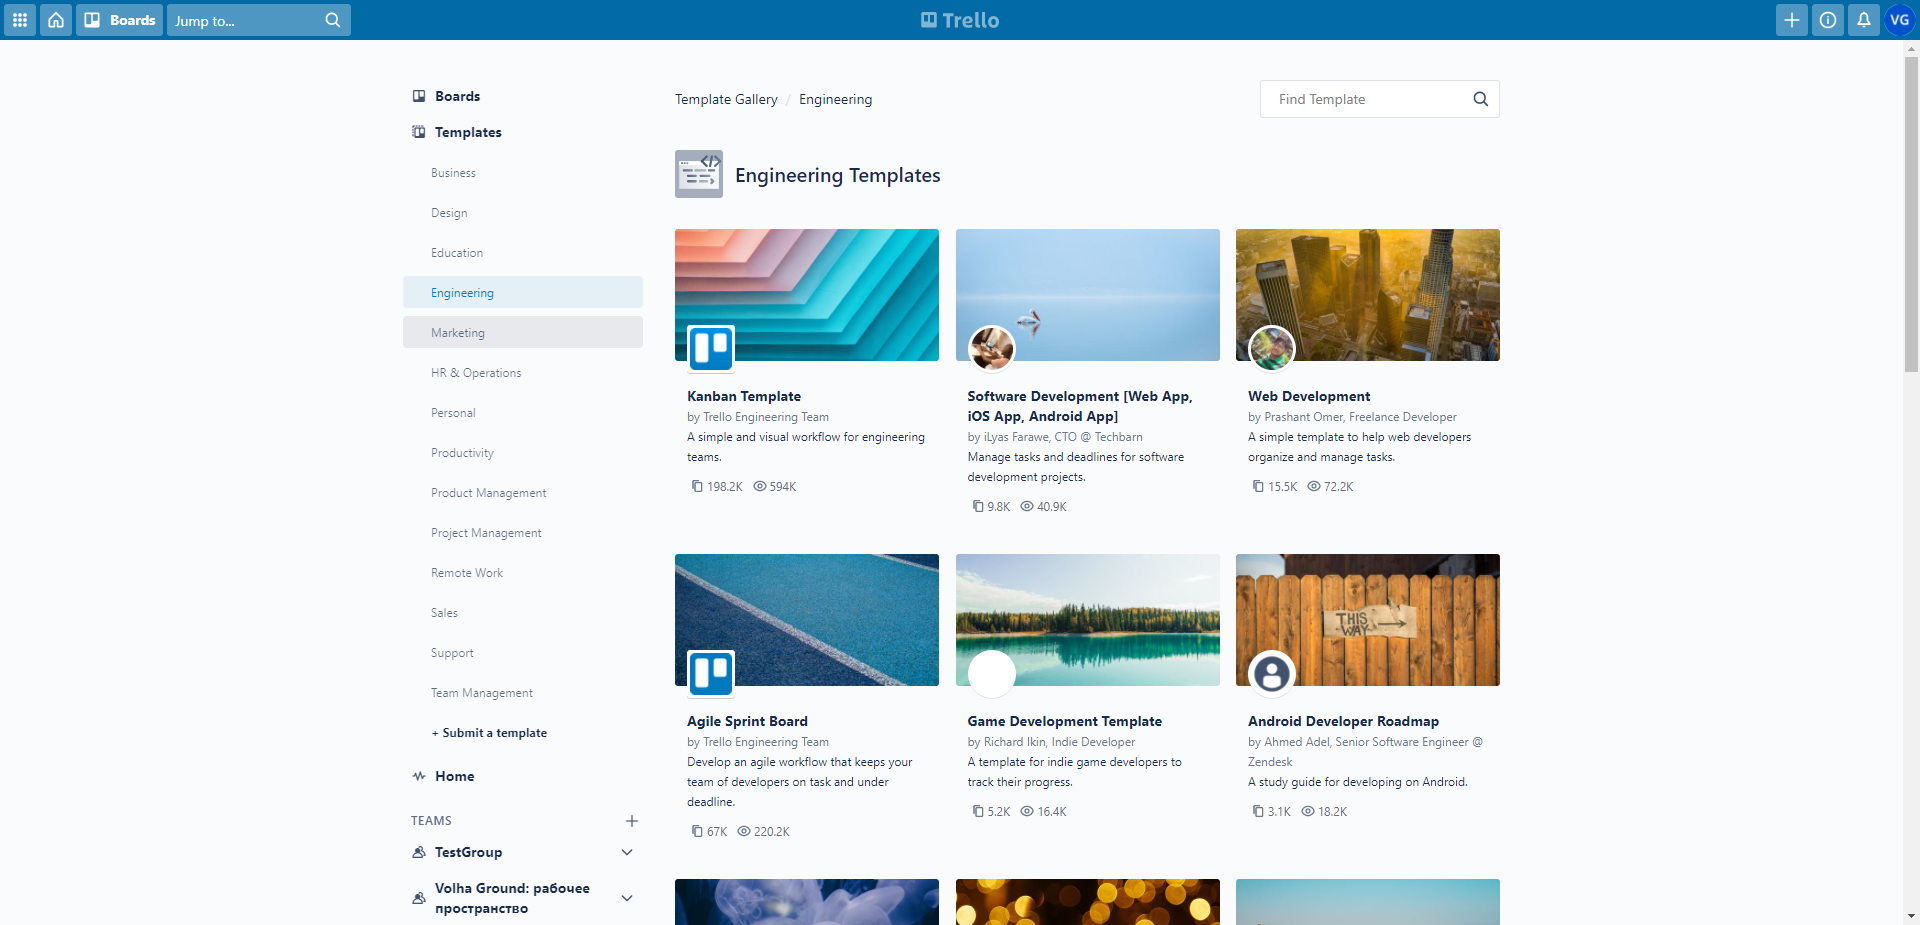 Boards
Jump to...
Trello
VG
Boards
Templates
Business
Design
Education
Engineering
Marketing
HR & Operations
Personal
Productivity
Product Management
Project Management
Remote Work
Sales
Support
Team Management
+ Submit a template
Home
TEAMS
TestGroup
Volha Ground: рабочее
пространство
Template Gallery / Engineering
Find Template
Engineering Templates
Kanban Template
by Trello Engineering Team
A simple and visual workflow for engineering
teams.
198.2K 594K
Software Development [Web App,
iOS App, Android App]
by iLyas Farawe, CTO @ Techbarn
Manage tasks and deadlines for software
development projects.
9.8K 40.9K
Web Development
by Prashant Omer, Freelance Developer
A simple template to help web developers
organize and manage tasks.
15.5K 72.2K
Agile Sprint Board
by Trello Engineering Team
Develop an agile workflow that keeps your
team of developers on task and under
deadline.
67K 220.2K
Game Development Template
by Richard Ikin, Indie Developer
A template for indie game developers to
track their progress.
5.2K 16.4K
THIS
WAY
Android Developer Roadmap
by Ahmed Adel, Senior Software Engineer @
Zendesk
A study guide for developing on Android.
3.1K 18.2K